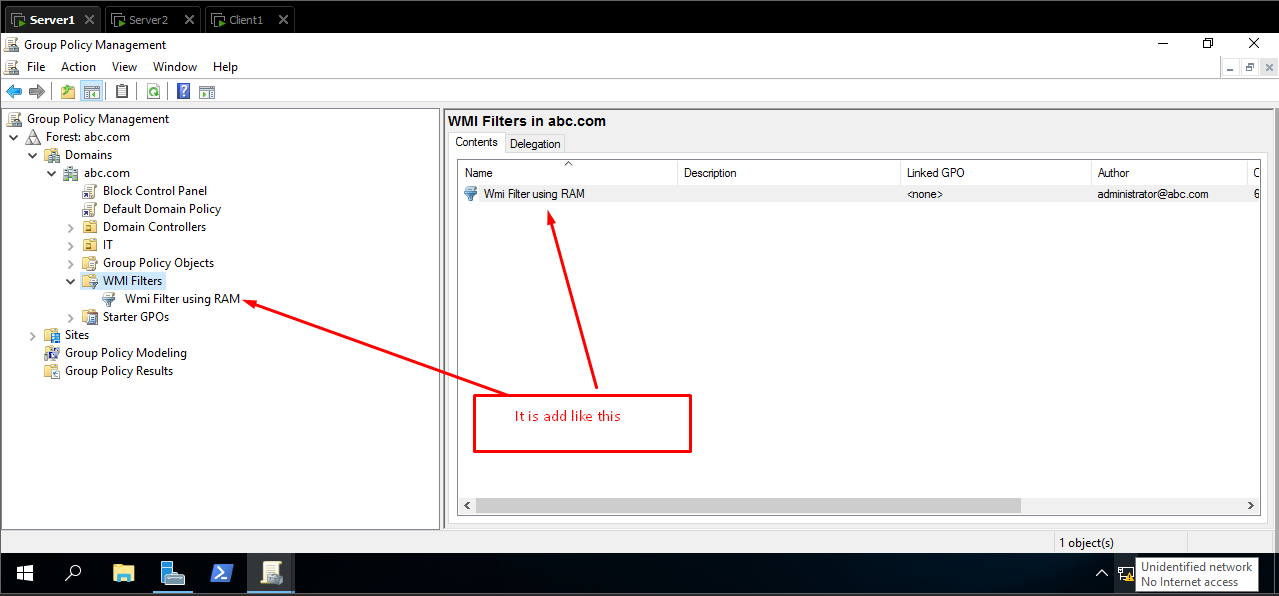 Server1
Server2
Client1
Group Policy Management
File Action View Window Help
Group Policy Management
Forest: abc.com
Domains
abc.com
Block Control Panel
Default Domain Policy
Domain Controllers
IT
Group Policy Objects
WMI Filters
Wmi Filter using RAM
Starter GPOs
Sites
Group Policy Modeling
Group Policy Results
WMI Filters in abc.com
Contents Delegation
Name Description Linked GPO Author C
Wmi Filter using RAM <none> administrator@abc.com 6
It is add like this
1 object(s)
Unidentified network
No Internet access